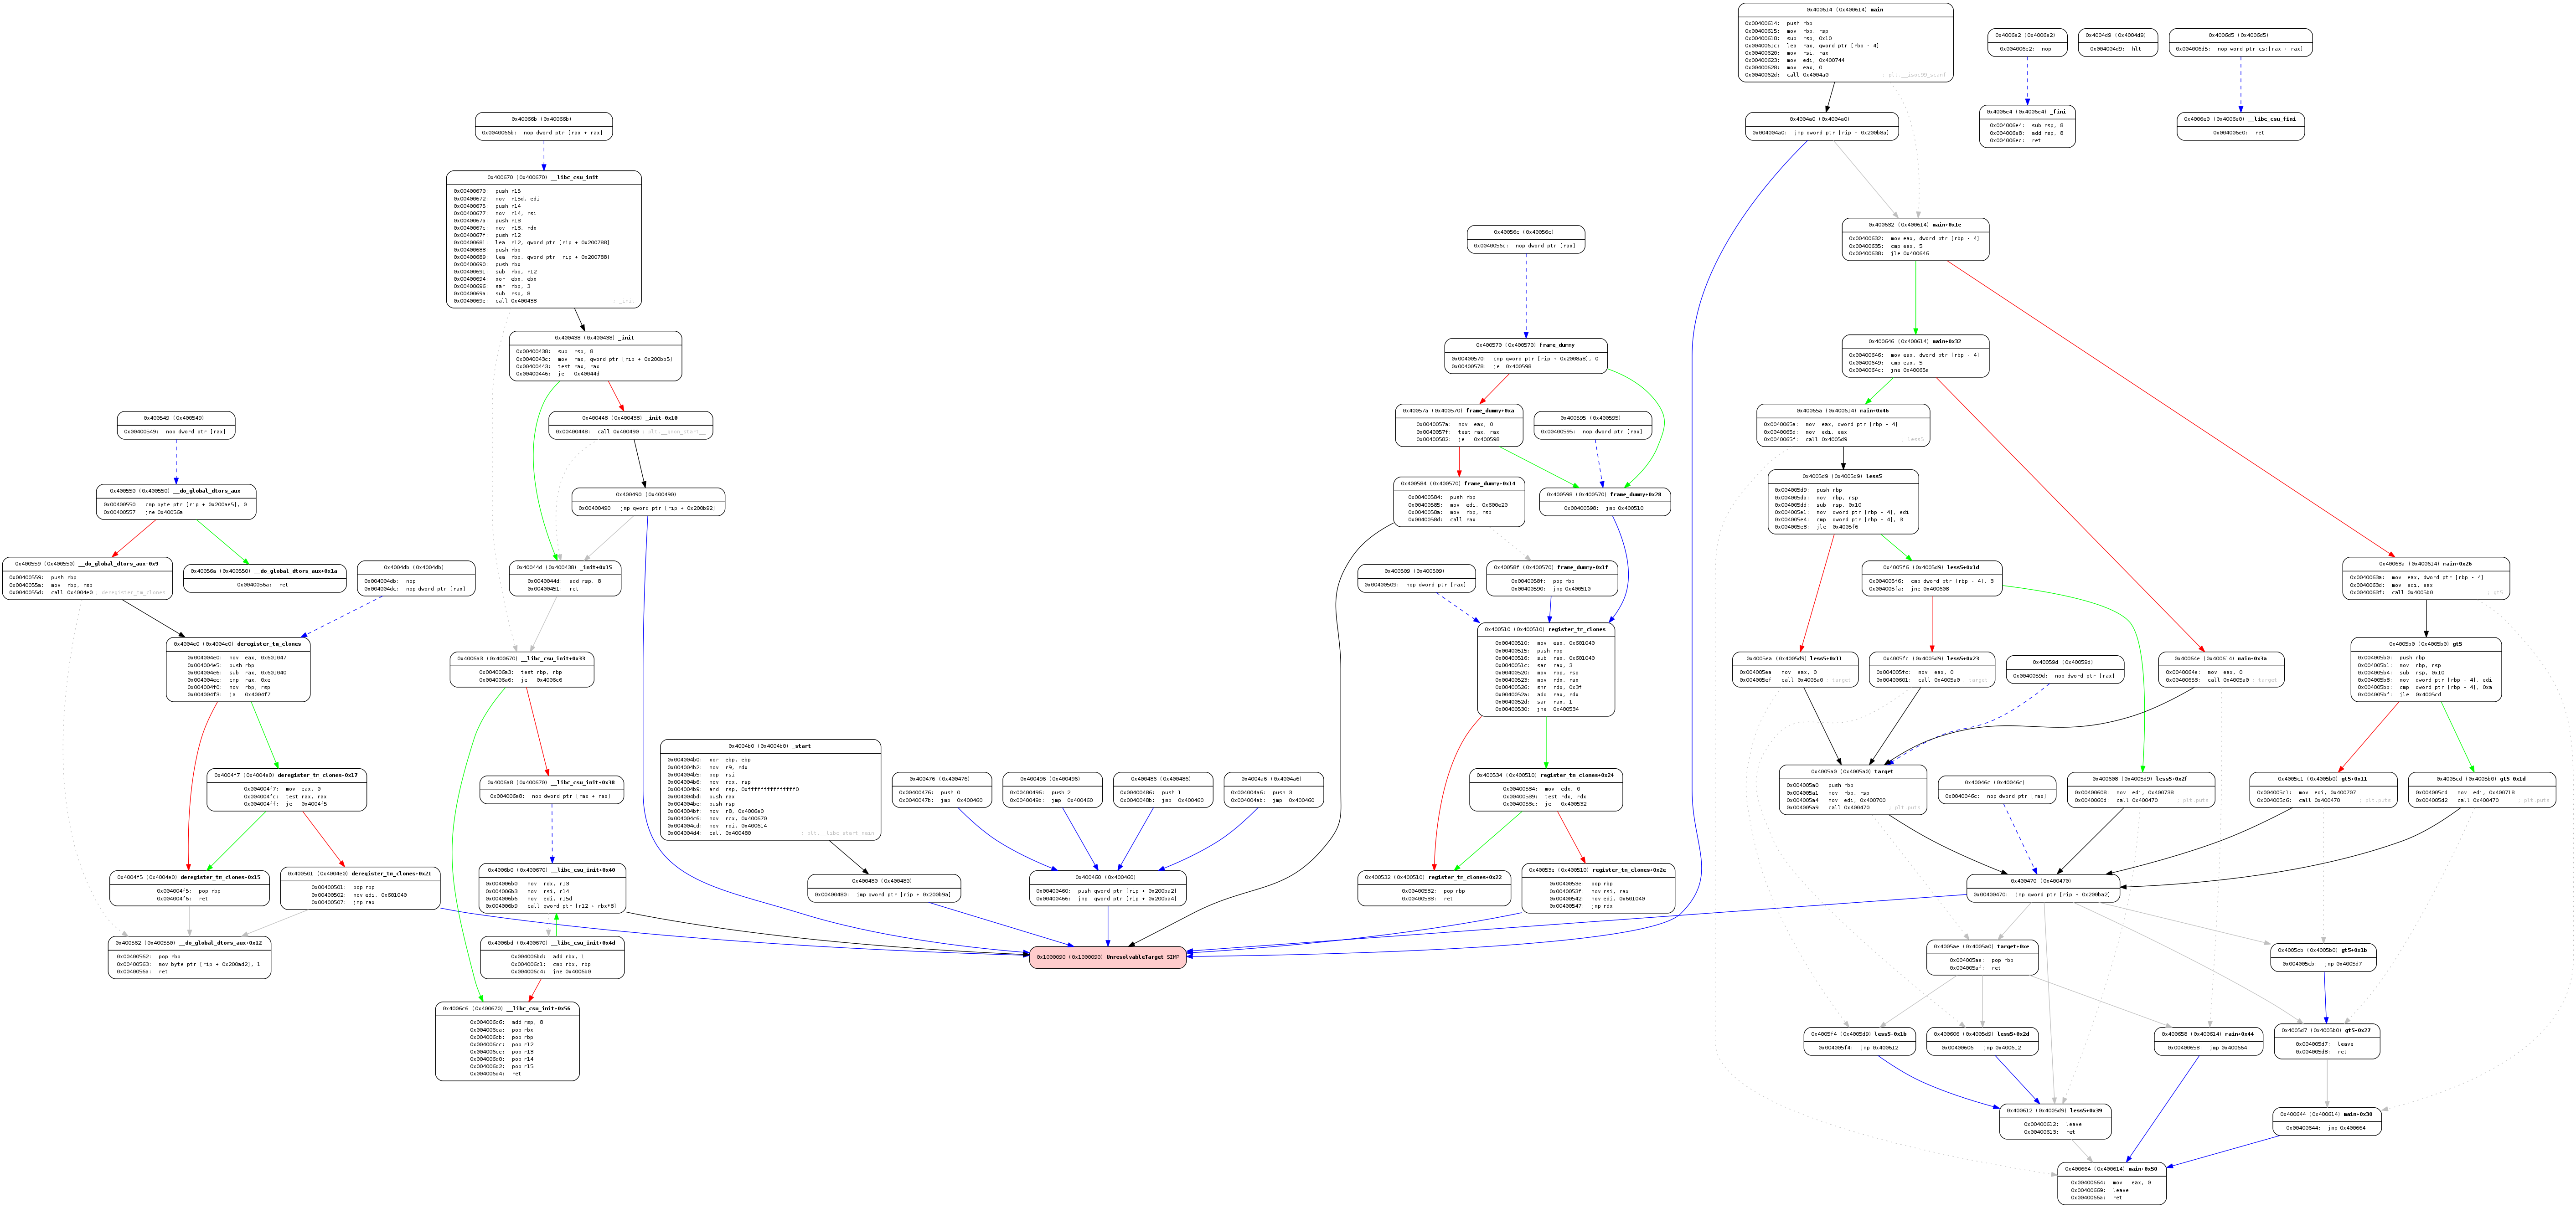 0x400614 (0x400614) main
0x00400614: push rbp
0x00400615: mov rbp, rsp
0x00400618: sub rsp, 0x10
0x0040061c: lea rax, qword ptr [rbp - 4]
0x00400620: mov rsi, rax
0x00400623: mov edi, 0x400744
0x00400628: mov eax, 0
0x0040062d: call 0x4004a0 ; plt.__isoc99_scanf
0x4006e2 (0x4006e2)
0x004006e2: nop
0x4004d9 (0x4004d9)
0x004004d9: hlt
0x4006d5 (0x4006d5)
0x004006d5: nop word ptr cs:[rax + rax]
0x4006e4 (0x4006e4) _fini
0x004006e4: sub rsp, 8
0x004006e8: add rsp, 8
0x004006ec: ret
0x4006e0 (0x4006e0) __libc_csu_fini
0x004006e0: ret
0x4004a0 (0x4004a0)
0x004004a0: jmp qword ptr [rip + 0x200b8a]
0x40066b (0x40066b)
0x0040066b: nop dword ptr [rax + rax]
0x400670 (0x400670) __libc_csu_init
0x00400670: push r15
0x00400672: mov r15d, edi
0x00400675: push r14
0x00400677: mov r14, rsi
0x0040067a: push r13
0x0040067c: mov r13, rdx
0x0040067f: push r12
0x00400681: lea r12, qword ptr [rip + 0x200788]
0x00400688: push rbp
0x00400689: lea rbp, qword ptr [rip + 0x200788]
0x00400690: push rbx
0x00400691: sub rbp, r12
0x00400694: xor ebx, ebx
0x00400696: sar rbp, 3
0x0040069a: sub rsp, 8
0x0040069e: call 0x400438 ; _init
0x400632 (0x400614) main+0x1e
0x00400632: mov eax, dword ptr [rbp - 4]
0x00400635: cmp eax, 5
0x00400638: jle 0x400646
0x40056c (0x40056c)
0x0040056c: nop dword ptr [rax]
0x400438 (0x400438) _init
0x00400438: sub rsp, 8
0x0040043c: mov rax, qword ptr [rip + 0x200bb5]
0x00400443: test rax, rax
0x00400446: je 0x40044d
0x400570 (0x400570) frame_dummy
0x00400570: cmp qword ptr [rip + 0x2008a8], 0
0x00400578: je 0x400598
0x400646 (0x400614) main+0x32
0x00400646: mov eax, dword ptr [rbp - 4]
0x00400649: cmp eax, 5
0x0040064c: jne 0x40065a
0x400549 (0x400549)
0x00400549: nop dword ptr [rax]
0x400448 (0x400438) _init+0x10
0x00400448: call 0x400490 ; plt.__gmon_start__
0x40057a (0x400570) frame_dummy+0xa
0x0040057a: mov eax, 0
0x0040057f: test rax, rax
0x00400582: je 0x400598
0x400595 (0x400595)
0x00400595: nop dword ptr [rax]
0x40065a (0x400614) main+0x46
0x0040065a: mov eax, dword ptr [rbp - 4]
0x0040065d: mov edi, eax
0x0040065f: call 0x4005d9 ; less5
0x400550 (0x400550) __do_global_dtors_aux
0x00400550: cmp byte ptr [rip + 0x200ae5], 0
0x00400557: jne 0x40056a
0x400490 (0x400490)
0x00400490: jmp qword ptr [rip + 0x200b92]
0x400584 (0x400570) frame_dummy+0x14
0x00400584: push rbp
0x00400585: mov edi, 0x600e20
0x0040058a: mov rbp, rsp
0x0040058d: call rax
0x400598 (0x400570) frame_dummy+0x28
0x00400598: jmp 0x400510
0x4005d9 (0x4005d9) less5
0x004005d9: push rbp
0x004005da: mov rbp, rsp
0x004005dd: sub rsp, 0x10
0x004005e1: mov dword ptr [rbp - 4], edi
0x004005e4: cmp dword ptr [rbp - 4], 3
0x004005e8: jle 0x4005f6
0x400559 (0x400550) __do_global_dtors_aux+0x9
0x00400559: push rbp
0x0040055a: mov rbp, rsp
0x0040055d: call 0x4004e0 ; deregister_tm_clones
0x40056a (0x400550) __do_global_dtors_aux+0x1a
0x0040056a: ret
0x4004db (0x4004db)
0x004004db: nop
0x004004dc: nop dword ptr [rax]
0x40044d (0x400438) _init+0x15
0x0040044d: add rsp, 8
0x00400451: ret
0x400509 (0x400509)
0x00400509: nop dword ptr [rax]
0x40058f (0x400570) frame_dummy+0x1f
0x0040058f: pop rbp
0x00400590: jmp 0x400510
0x4005f6 (0x4005d9) less5+0x1d
0x004005f6: cmp dword ptr [rbp - 4], 3
0x004005fa: jne 0x400608
0x40063a (0x400614) main+0x26
0x0040063a: mov eax, dword ptr [rbp - 4]
0x0040063d: mov edi, eax
0x0040063f: call 0x4005b0 ; gt5
0x4004e0 (0x4004e0) deregister_tm_clones
0x004004e0: mov eax, 0x601047
0x004004e5: push rbp
0x004004e6: sub rax, 0x601040
0x004004ec: cmp rax, 0xe
0x004004f0: mov rbp, rsp
0x004004f3: ja 0x4004f7
0x4006a3 (0x400670) __libc_csu_init+0x33
0x004006a3: test rbp, rbp
0x004006a6: je 0x4006c6
0x400510 (0x400510) register_tm_clones
0x00400510: mov eax, 0x601040
0x00400515: push rbp
0x00400516: sub rax, 0x601040
0x0040051c: sar rax, 3
0x00400520: mov rbp, rsp
0x00400523: mov rdx, rax
0x00400526: shr rdx, 0x3f
0x0040052a: add rax, rdx
0x0040052d: sar rax, 1
0x00400530: jne 0x400534
0x4005ea (0x4005d9) less5+0x11
0x004005ea: mov eax, 0
0x004005ef: call 0x4005a0 ; target
0x4005fc (0x4005d9) less5+0x23
0x004005fc: mov eax, 0
0x00400601: call 0x4005a0 ; target
0x40059d (0x40059d)
0x0040059d: nop dword ptr [rax]
0x40064e (0x400614) main+0x3a
0x0040064e: mov eax, 0
0x00400653: call 0x4005a0 ; target
0x4005b0 (0x4005b0) gt5
0x004005b0: push rbp
0x004005b1: mov rbp, rsp
0x004005b4: sub rsp, 0x10
0x004005b8: mov dword ptr [rbp - 4], edi
0x004005bb: cmp dword ptr [rbp - 4], 0xa
0x004005bf: jle 0x4005cd
0x4004f7 (0x4004e0) deregister_tm_clones+0x17
0x004004f7: mov eax, 0
0x004004fc: test rax, rax
0x004004ff: je 0x4004f5
0x4006a8 (0x400670) __libc_csu_init+0x38
0x004006a8: nop dword ptr [rax + rax]
0x4004b0 (0x4004b0) _start
0x004004b0: xor ebp, ebp
0x004004b2: mov r9, rdx
0x004004b5: pop rsi
0x004004b6: mov rdx, rsp
0x004004b9: and rsp, 0xfffffffffffffff0
0x004004bd: push rax
0x004004be: push rsp
0x004004bf: mov r8, 0x4006e0
0x004004c6: mov rcx, 0x400670
0x004004cd: mov rdi, 0x400614
0x004004d4: call 0x400480 ; plt.__libc_start_main
0x400476 (0x400476)
0x00400476: push 0
0x0040047b: jmp 0x400460
0x400496 (0x400496)
0x00400496: push 2
0x0040049b: jmp 0x400460
0x400486 (0x400486)
0x00400486: push 1
0x0040048b: jmp 0x400460
0x4004a6 (0x4004a6)
0x004004a6: push 3
0x004004ab: jmp 0x400460
0x400534 (0x400510) register_tm_clones+0x24
0x00400534: mov edx, 0
0x00400539: test rdx, rdx
0x0040053c: je 0x400532
0x4005a0 (0x4005a0) target
0x004005a0: push rbp
0x004005a1: mov rbp, rsp
0x004005a4: mov edi, 0x400700
0x004005a9: call 0x400470 ; plt.puts
0x40046c (0x40046c)
0x0040046c: nop dword ptr [rax]
0x400608 (0x4005d9) less5+0x2f
0x00400608: mov edi, 0x400738
0x0040060d: call 0x400470 ; plt.puts
0x4005c1 (0x4005b0) gt5+0x11
0x004005c1: mov edi, 0x400707
0x004005c6: call 0x400470 ; plt.puts
0x4005cd (0x4005b0) gt5+0x1d
0x004005cd: mov edi, 0x400718
0x004005d2: call 0x400470 ; plt.puts
0x4004f5 (0x4004e0) deregister_tm_clones+0x15
0x004004f5: pop rbp
0x004004f6: ret
0x400501 (0x4004e0) deregister_tm_clones+0x21
0x00400501: pop rbp
0x00400502: mov edi, 0x601040
0x00400507: jmp rax
0x4006b0 (0x400670) __libc_csu_init+0x40
0x004006b0: mov rdx, r13
0x004006b3: mov rsi, r14
0x004006b6: mov edi, r15d
0x004006b9: call qword ptr [r12 + rbx*8]
0x400480 (0x400480)
0x00400480: jmp qword ptr [rip + 0x200b9a]
0x400460 (0x400460)
0x00400460: push qword ptr [rip + 0x200ba2]
0x00400466: jmp qword ptr [rip + 0x200ba4]
0x400532 (0x400510) register_tm_clones+0x22
0x00400532: pop rbp
0x00400533: ret
0x40053e (0x400510) register_tm_clones+0x2e
0x0040053e: pop rbp
0x0040053f: mov rsi, rax
0x00400542: mov edi, 0x601040
0x00400547: jmp rdx
0x400470 (0x400470)
0x00400470: jmp qword ptr [rip + 0x200ba2]
0x400562 (0x400550) __do_global_dtors_aux+0x12
0x00400562: pop rbp
0x00400563: mov byte ptr [rip + 0x200ad2], 1
0x0040056a: ret
0x4006bd (0x400670) __libc_csu_init+0x4d
0x004006bd: add rbx, 1
0x004006c1: cmp rbx, rbp
0x004006c4: jne 0x4006b0
0x1000090 (0x1000090) UnresolvableTarget SIMP
0x4005ae (0x4005a0) target+0xe
0x004005ae: pop rbp
0x004005af: ret
0x4005cb (0x4005b0) gt5+0x1b
0x004005cb: jmp 0x4005d7
0x4006c6 (0x400670) __libc_csu_init+0x56
0x004006c6: add rsp, 8
0x004006ca: pop rbx
0x004006cb: pop rbp
0x004006cc: pop r12
0x004006ce: pop r13
0x004006d0: pop r14
0x004006d2: pop r15
0x004006d4: ret
0x4005f4 (0x4005d9) less5+0x1b
0x004005f4: jmp 0x400612
0x400606 (0x4005d9) less5+0x2d
0x00400606: jmp 0x400612
0x400658 (0x400614) main+0x44
0x00400658: jmp 0x400664
0x4005d7 (0x4005b0) gt5+0x27
0x004005d7: leave
0x004005d8: ret
0x400612 (0x4005d9) less5+0x39
0x00400612: leave
0x00400613: ret
0x400644 (0x400614) main+0x30
0x00400644: jmp 0x400664
0x400664 (0x400614) main+0x50
0x00400664: mov eax, 0
0x00400669: leave
0x0040066a: ret